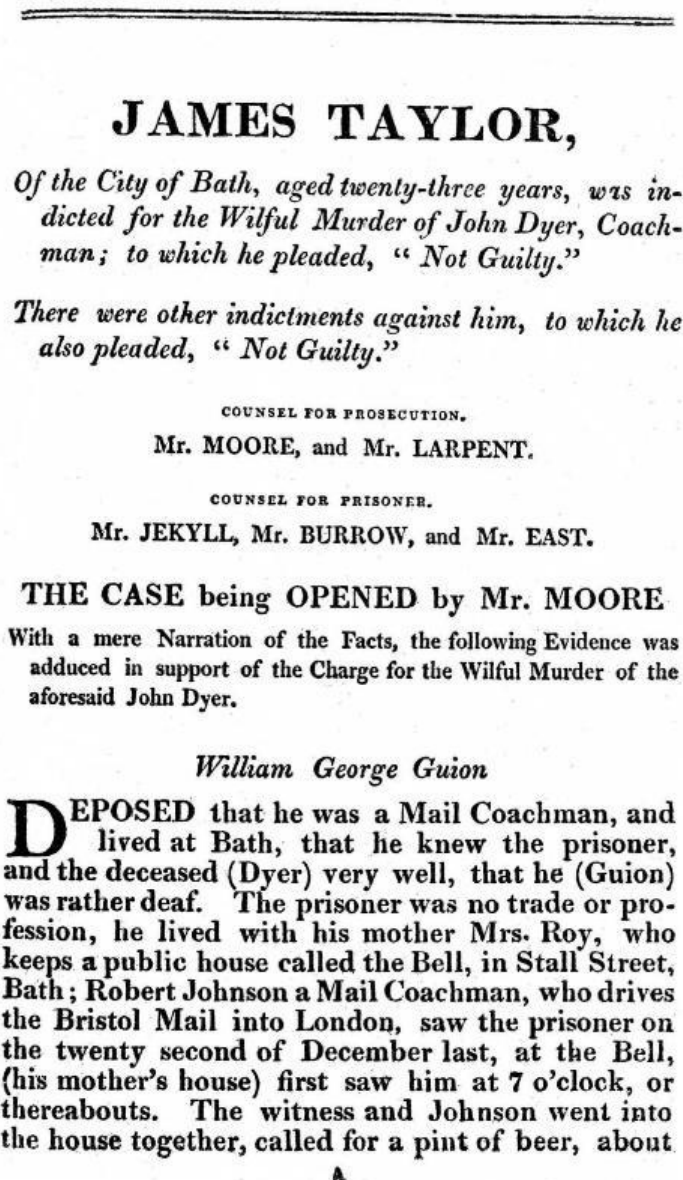 JAMES TAYLOR,
Of the City of Bath, aged twenty-three years, was in-
dicted for the Wilful Murder of John Dyer, Coach-
man; to which he pleaded, “ Not Guilty.”
There were other indictments against him, to which he
also pleaded, “ Not Guilty.”
COUNSEL FOR PROSECUTION.
Mr. MOORE, and Mr. LARPENT.
COUNSEL FOR PRISONER.
Mr. JEKYLL, Mr. BURROW, and Mr. EAST.
THE CASE being OPENED by Mr. MOORE
With a mere Narration of the Facts, the following Evidence was
adduced in support of the Charge for the Wilful Murder of the
aforesaid John Dyer.
William George Guion
DEPOSED that he was a Mail Coachman, and
lived at Bath, that he knew the prisoner,
and the deceased (Dyer) very well, that he (Guion)
was rather deaf. The prisoner was no trade or pro-
fession, he lived with his mother Mrs. Roy, who
keeps a public house called the Bell, in Stall Street,
Bath; Robert Johnson a Mail Coachman, who drives
the Bristol Mail into London, saw the prisoner on
the twenty second of December last, at the Bell,
(his mother’s house) first saw him at 7 o’clock, or
thereabouts. The witness and Johnson went into
the house together, called for a pint of beer, about
A